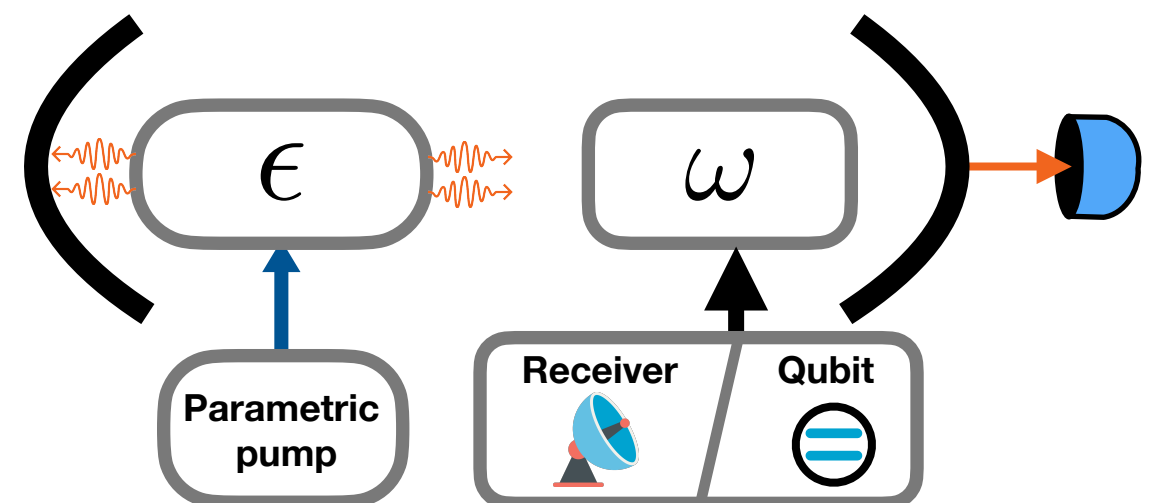 ϵ
ω
Parametric
pump
Receiver
Qubit